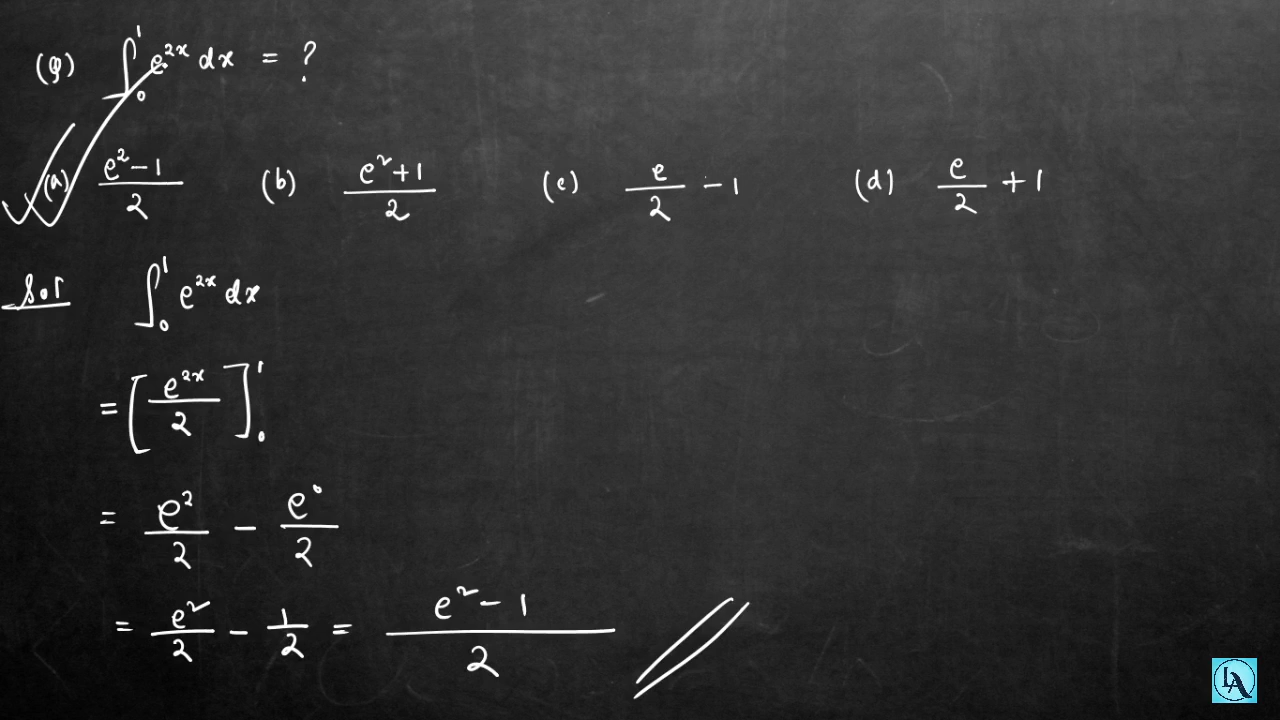 (Q) ∫₀¹ e^{2x} dx = ?
(a) (e² - 1)/2 (b) (e² + 1)/2 (c) e/2 - 1 (d) e/2 + 1
Sol ∫₀¹ e^{2x} dx
= [e^{2x}/2]₀¹
= e²/2 - e⁰/2
= e²/2 - 1/2 = (e² - 1)/2
LA